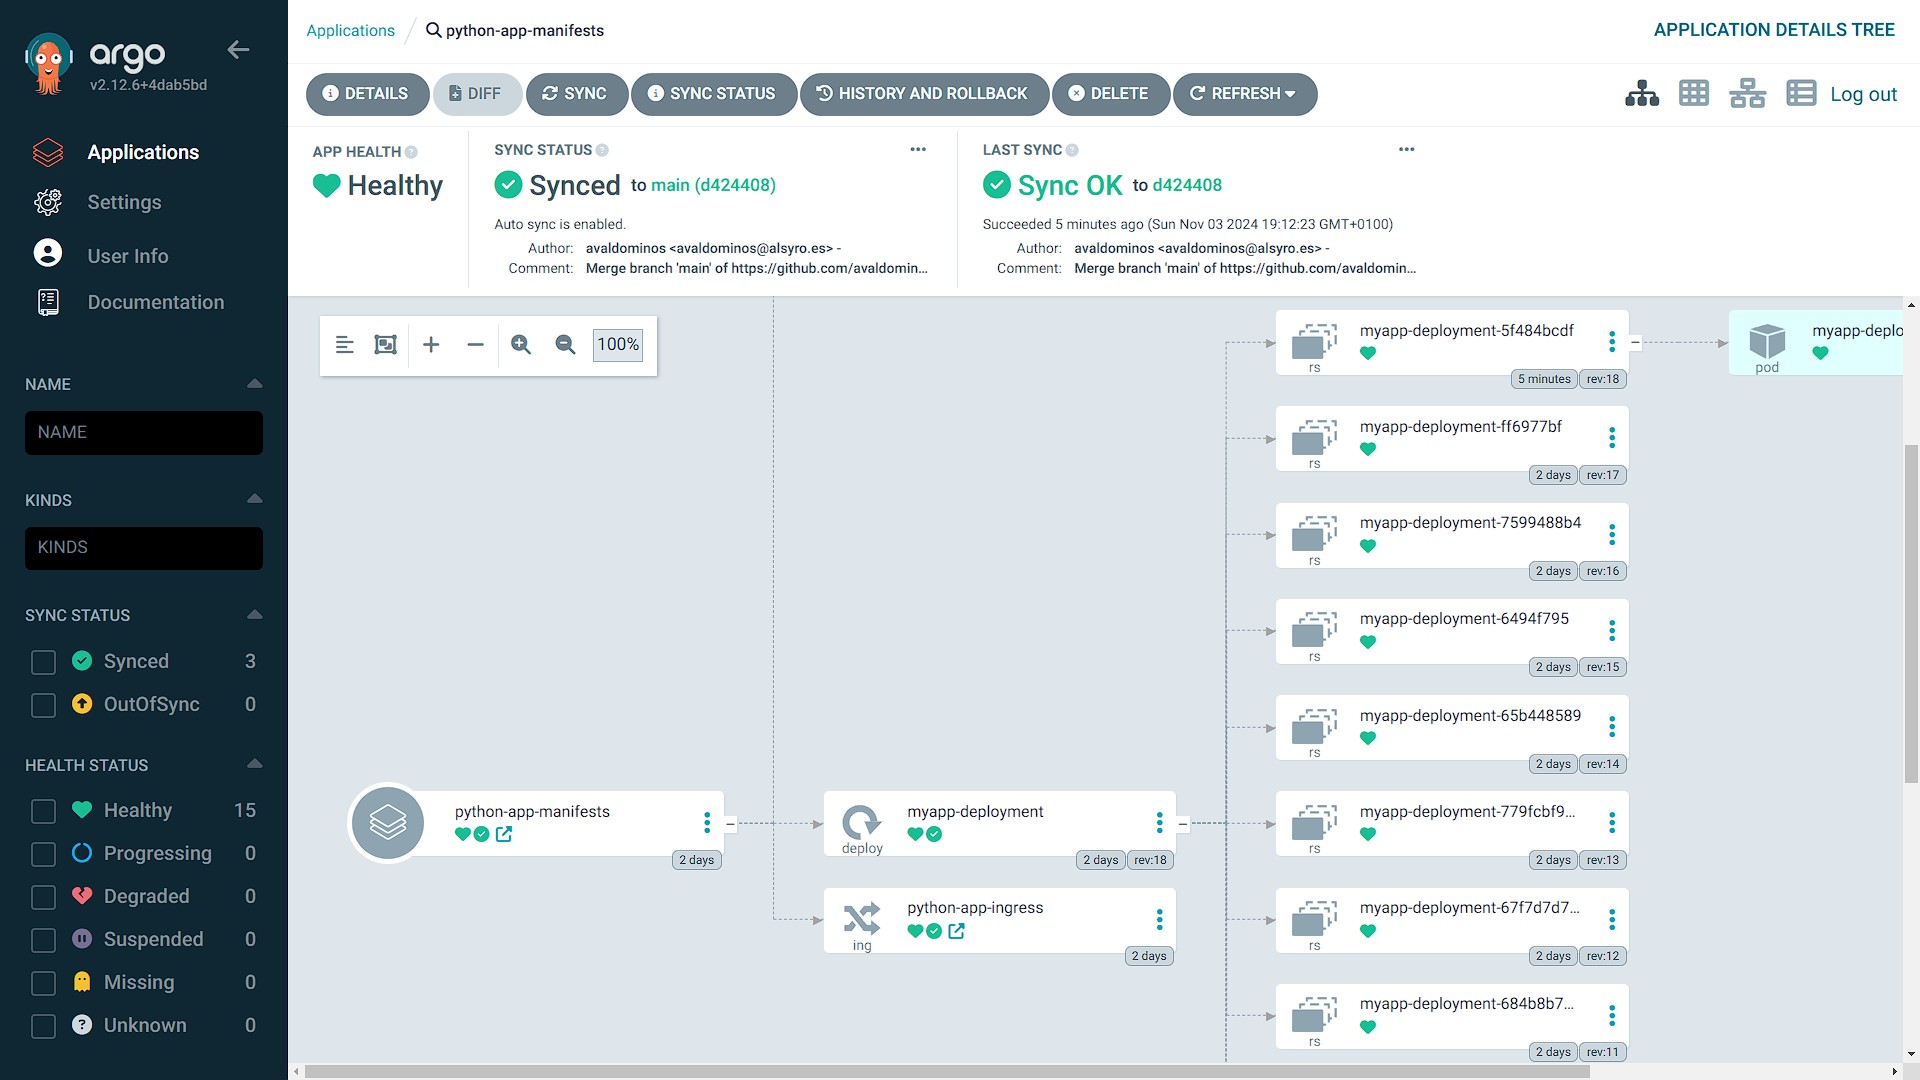 argo
v2.12.6+4dab5bd
Applications
Settings
User Info
Documentation
NAME
NAME
KINDS
KINDS
SYNC STATUS
Synced 3
OutOfSync 0
HEALTH STATUS
Healthy 15
Progressing 0
Degraded 0
Suspended 0
Missing 0
Unknown 0
Applications / python-app-manifests
APPLICATION DETAILS TREE
DETAILS DIFF SYNC SYNC STATUS HISTORY AND ROLLBACK DELETE REFRESH
Log out
APP HEALTH
Healthy
SYNC STATUS
Synced to main (d424408)
Auto sync is enabled.
Author: avaldominos <avaldominos@alsyro.es> -
Comment: Merge branch 'main' of https://github.com/avaldomin...
LAST SYNC
Sync OK to d424408
Succeeded 5 minutes ago (Sun Nov 03 2024 19:12:23 GMT+0100)
Author: avaldominos <avaldominos@alsyro.es> -
Comment: Merge branch 'main' of https://github.com/avaldomin...
100%
python-app-manifests
2 days
myapp-deployment
deploy
2 days rev:18
python-app-ingress
ing
2 days
myapp-deployment-5f484bcdf
rs
5 minutes rev:18
myapp-deployment-ff6977bf
rs
2 days rev:17
myapp-deployment-7599488b4
rs
2 days rev:16
myapp-deployment-6494f795
rs
2 days rev:15
myapp-deployment-65b448589
rs
2 days rev:14
myapp-deployment-779fcbf9...
rs
2 days rev:13
myapp-deployment-67f7d7d7...
rs
2 days rev:12
myapp-deployment-684b8b7...
rs
2 days rev:11
myapp-deplo
pod